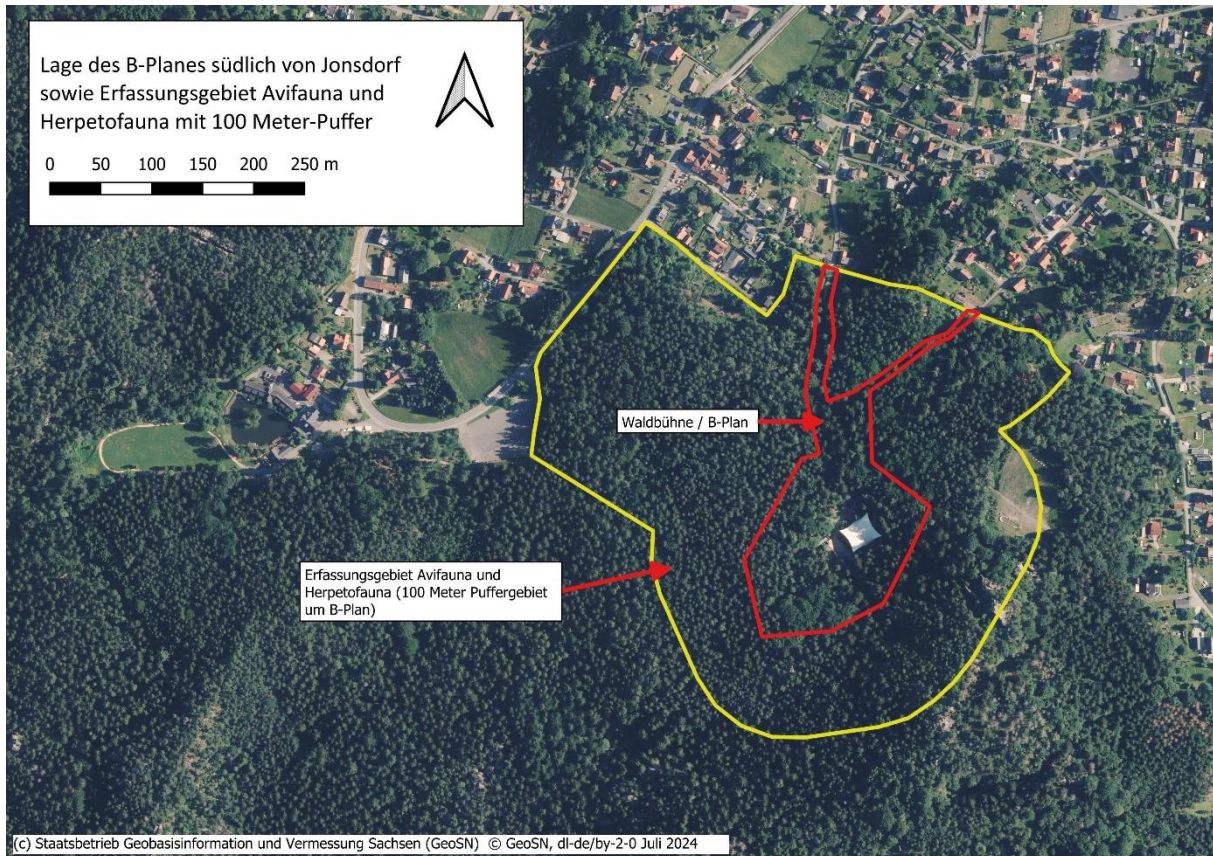 Lage des B-Planes südlich von Jonsdorf
sowie Erfassungsgebiet Avifauna und
Herpetofauna mit 100 Meter-Puffer
0 50 100 150 200 250 m
Waldbühne / B-Plan
Erfassungsgebiet Avifauna und
Herpetofauna (100 Meter Puffergebiet
um B-Plan)
(c) Staatsbetrieb Geobasisinformation und Vermessung Sachsen (GeoSN) © GeoSN, dl-de/by-2-0 Juli 2024